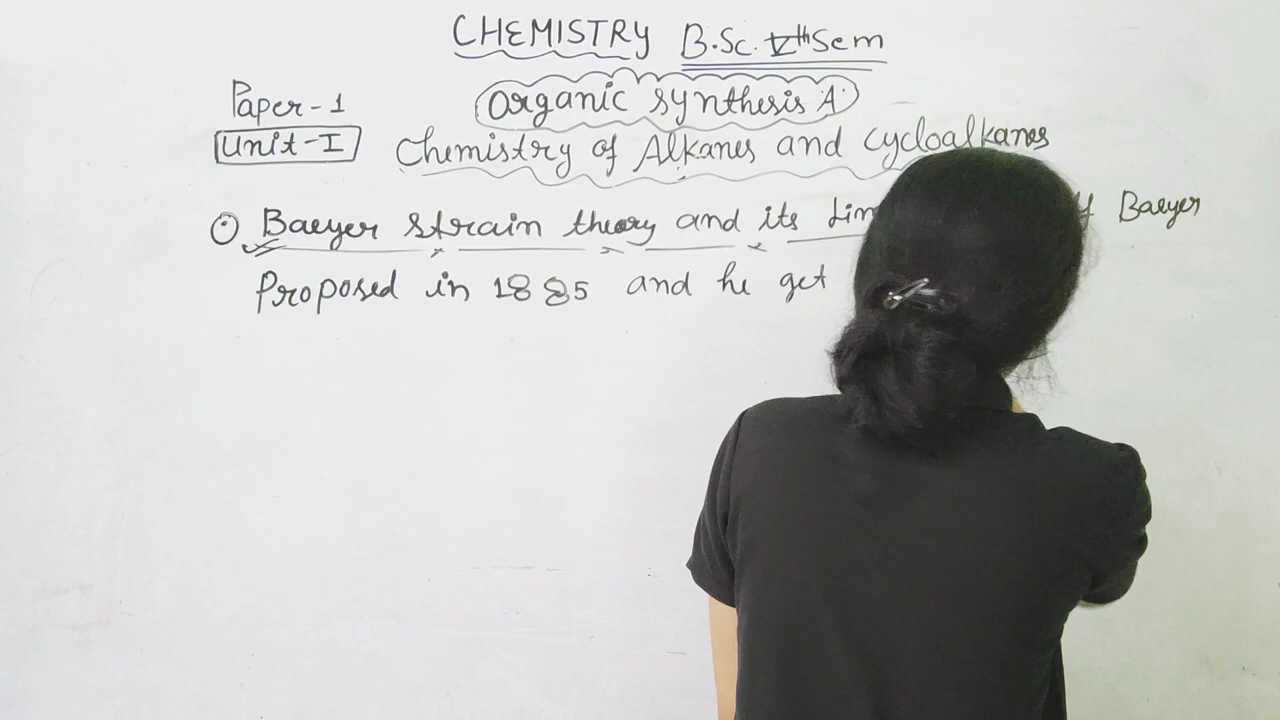 CHEMISTRY B.Sc. Vth Sem
Organic synthesis A'
Paper-1
Unit-I Chemistry of Alkanes and Cycloalkanes
Baeyer strain theory and its Baeyer
Proposed in 1885 and he get